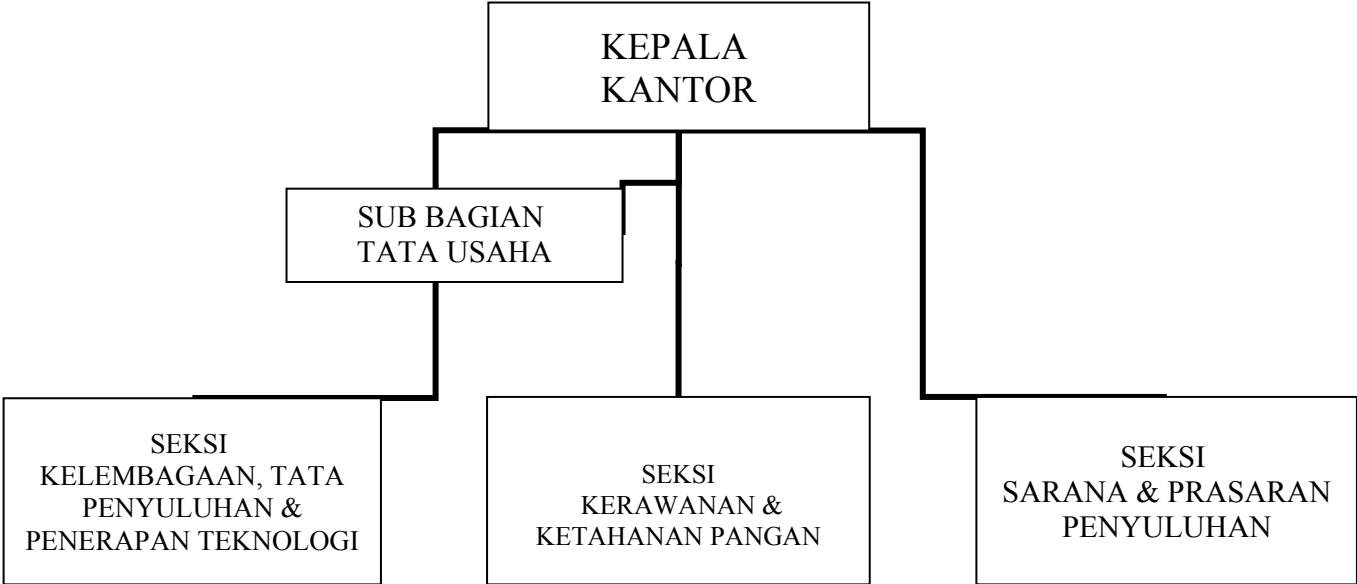 KEPALA
KANTOR
SUB BAGIAN
TATA USAHA
SEKSI
KELEMBAGAAN, TATA
PENYULUHAN &
PENERAPAN TEKNOLOGI
SEKSI
KERAWANAN &
KETAHANAN PANGAN
SEKSI
SARANA & PRASARAN
PENYULUHAN